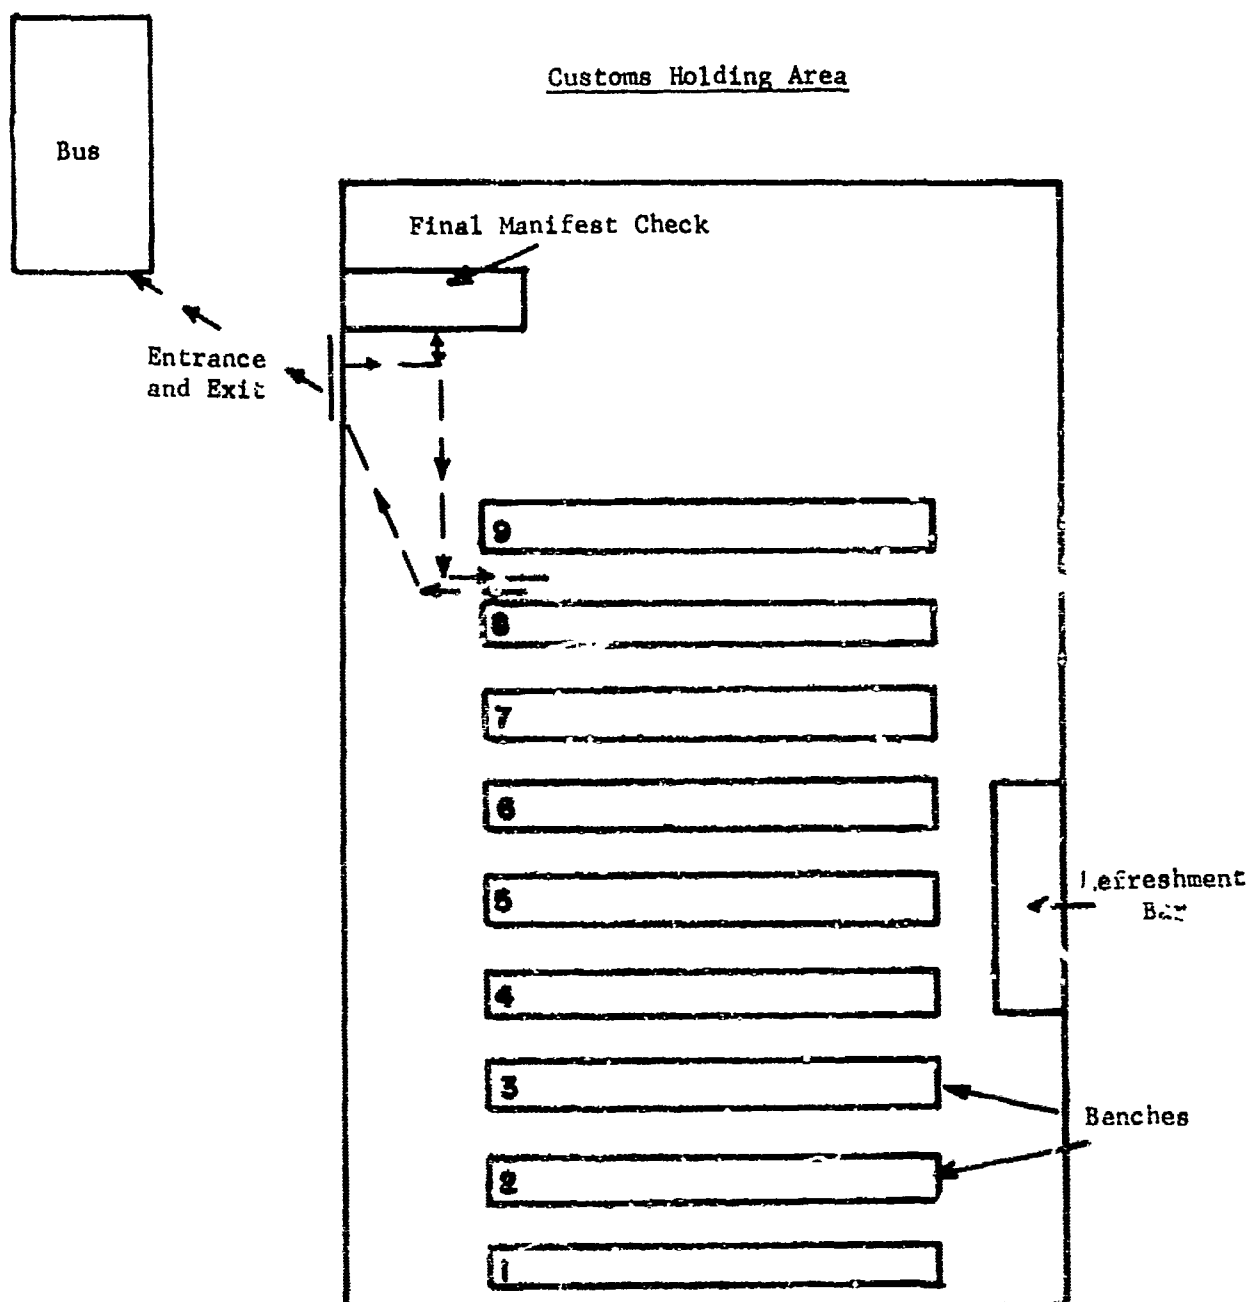 Customs Holding Area
Bus
Final Manifest Check
Entrance
and Exit
9
8
7
6
5
4
3
2
1
efreshment
Benches